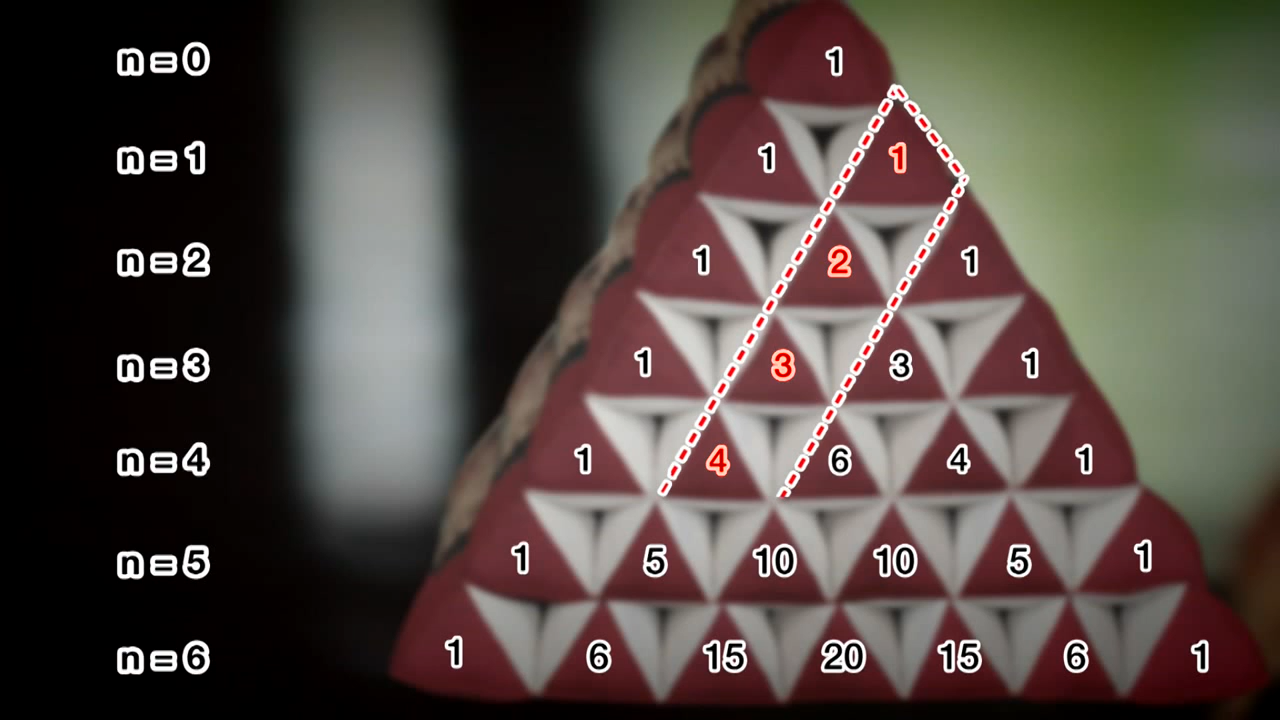 n=0 1
n=1 1 1
n=2 1 2 1
n=3 1 3 3 1
n=4 1 4 6 4 1
n=5 1 5 10 10 5 1
n=6 1 6 15 20 15 6 1